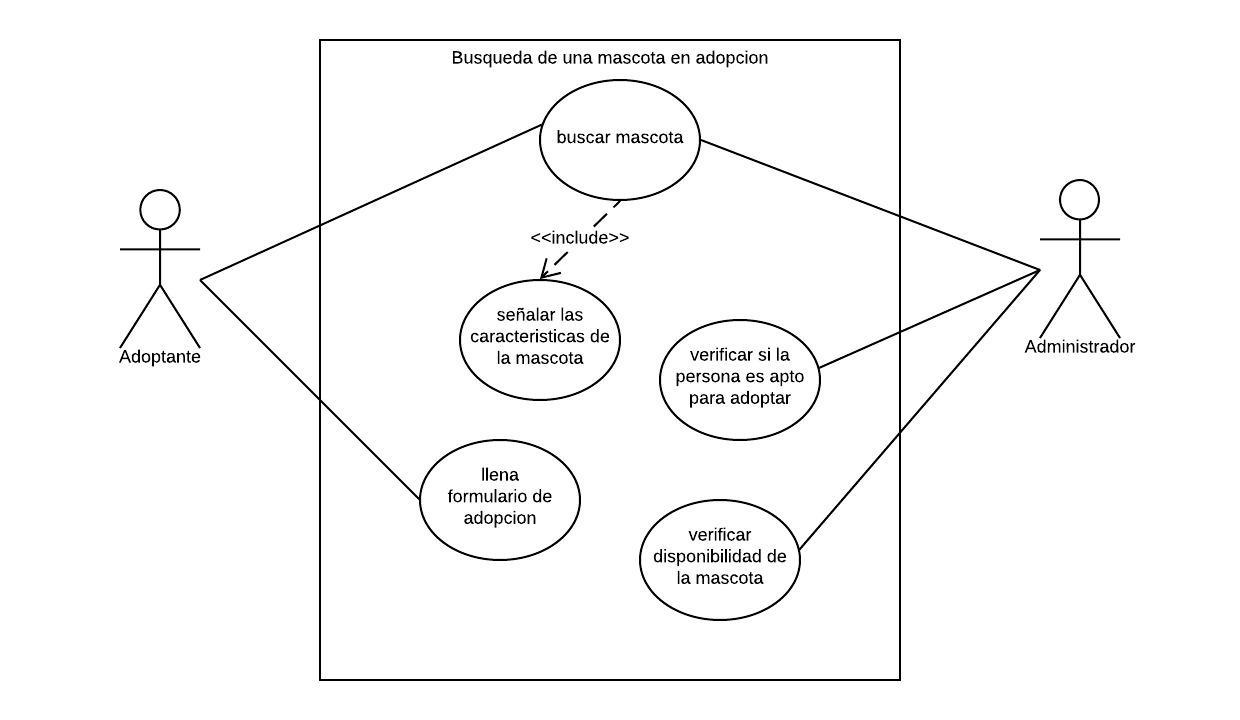 Busqueda de una mascota en adopcion
buscar mascota
<<include>>
señalar las
caracteristicas de
la mascota
verificar si la
persona es apto
para adoptar
Adoptante
Administrador
llena
formulario de
adopcion
verificar
disponibilidad de
la mascota